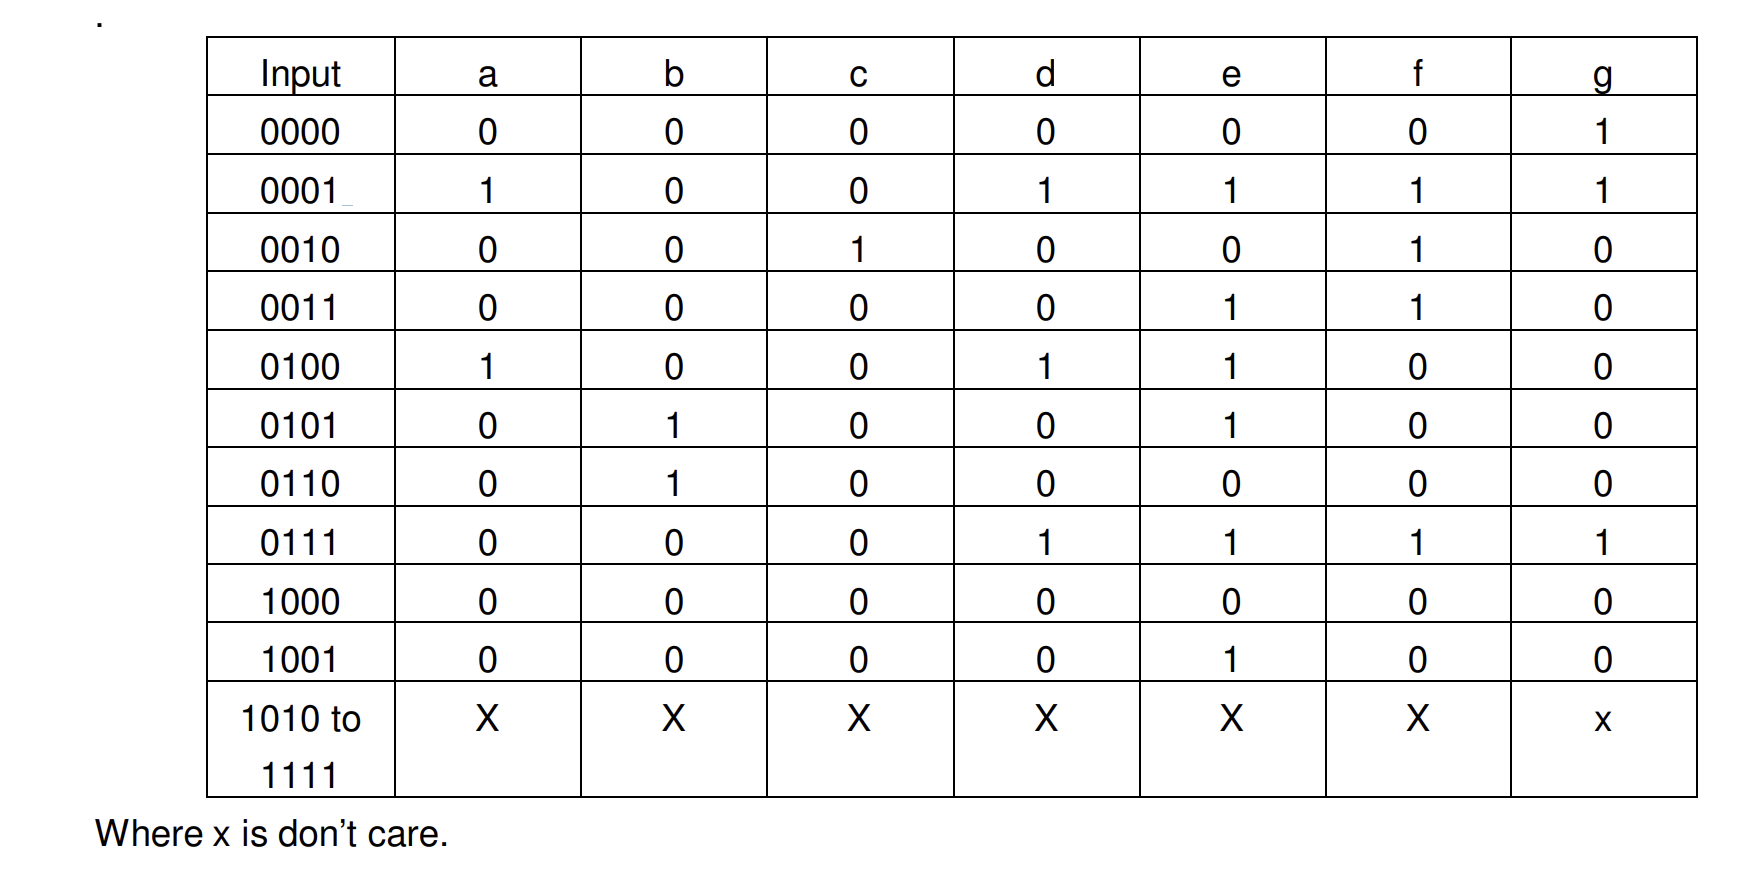 .
Input a b c d e f g
0000 0 0 0 0 0 0 1
0001 1 0 0 1 1 1 1
0010 0 0 1 0 0 1 0
0011 0 0 0 0 1 1 0
0100 1 0 0 1 1 0 0
0101 0 1 0 0 1 0 0
0110 0 1 0 0 0 0 0
0111 0 0 0 1 1 1 1
1000 0 0 0 0 0 0 0
1001 0 0 0 0 1 0 0
1010 to X X X X X X x
1111
Where x is don’t care.